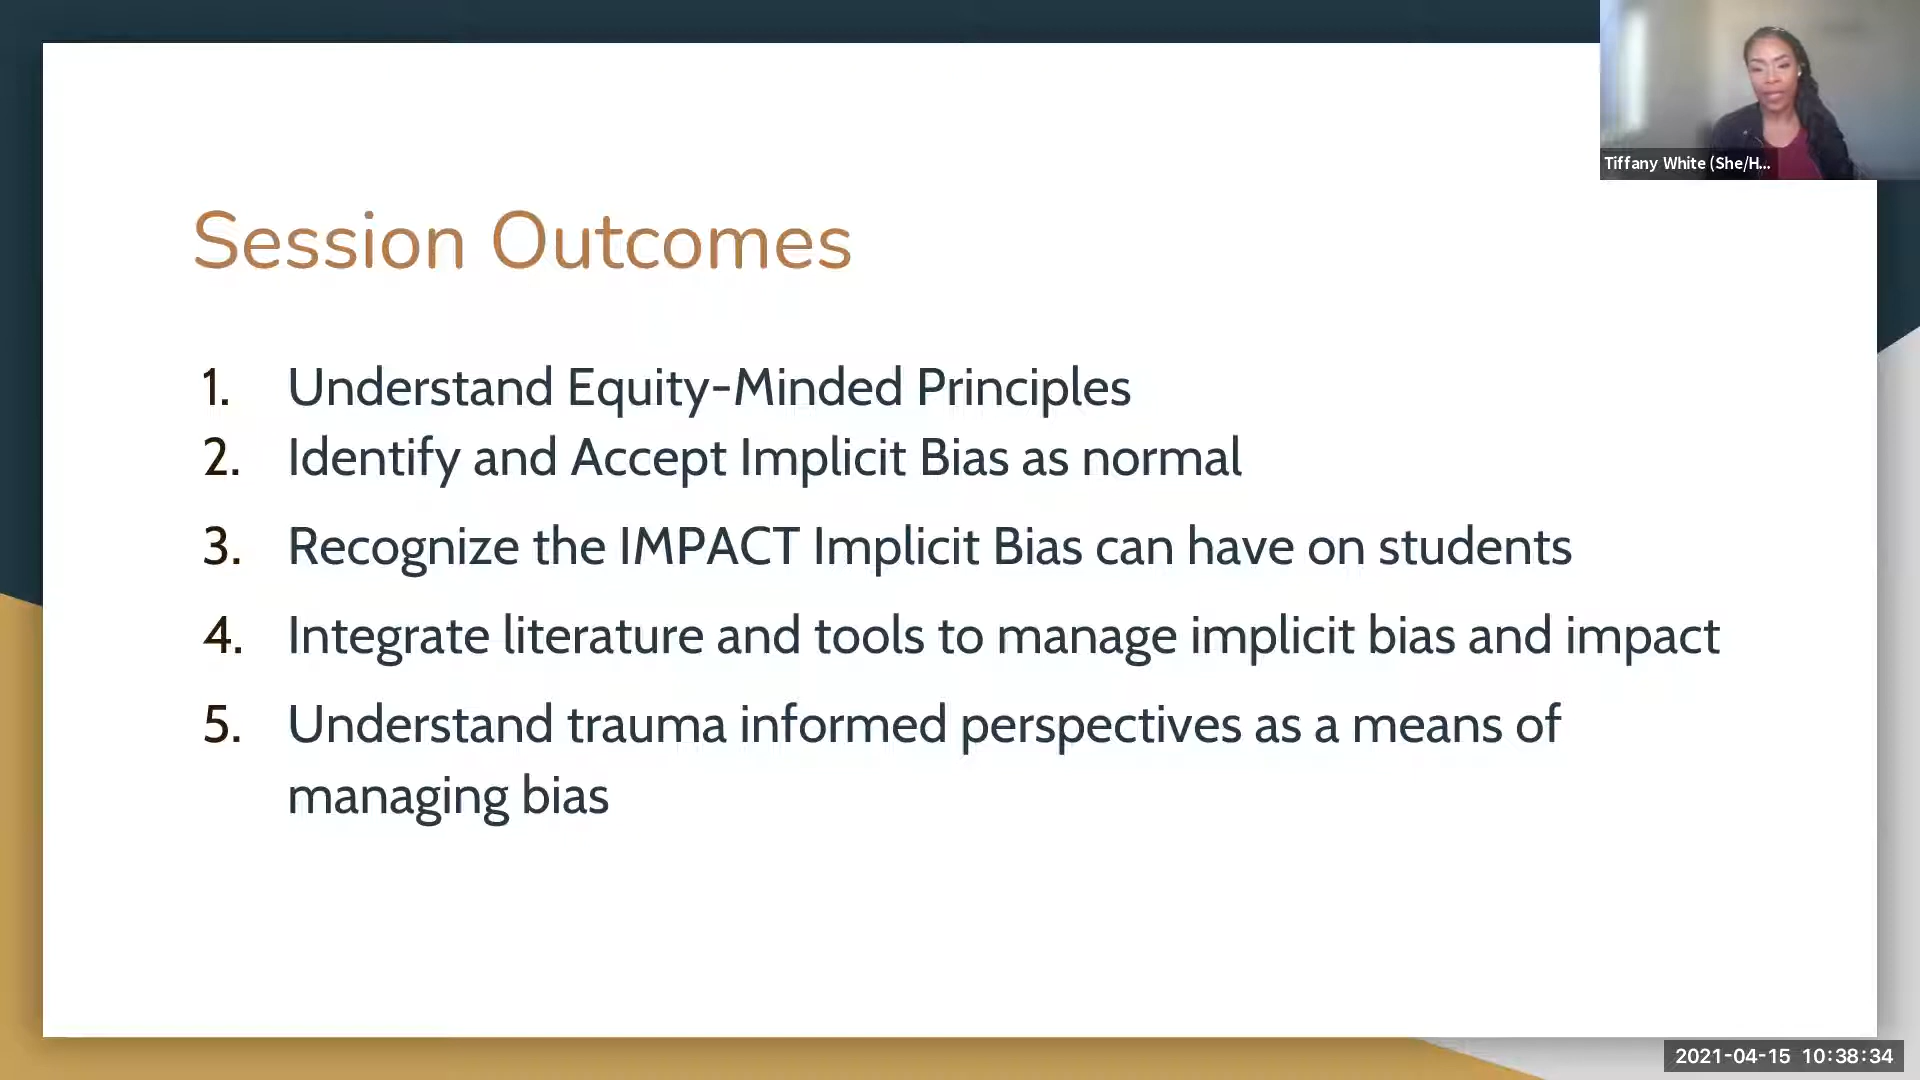 Tiffany White (She/H...
Session Outcomes
1. Understand Equity-Minded Principles
2. Identify and Accept Implicit Bias as normal
3. Recognize the IMPACT Implicit Bias can have on students
4. Integrate literature and tools to manage implicit bias and impact
5. Understand trauma informed perspectives as a means of
managing bias
2021-04-15 10:38:34